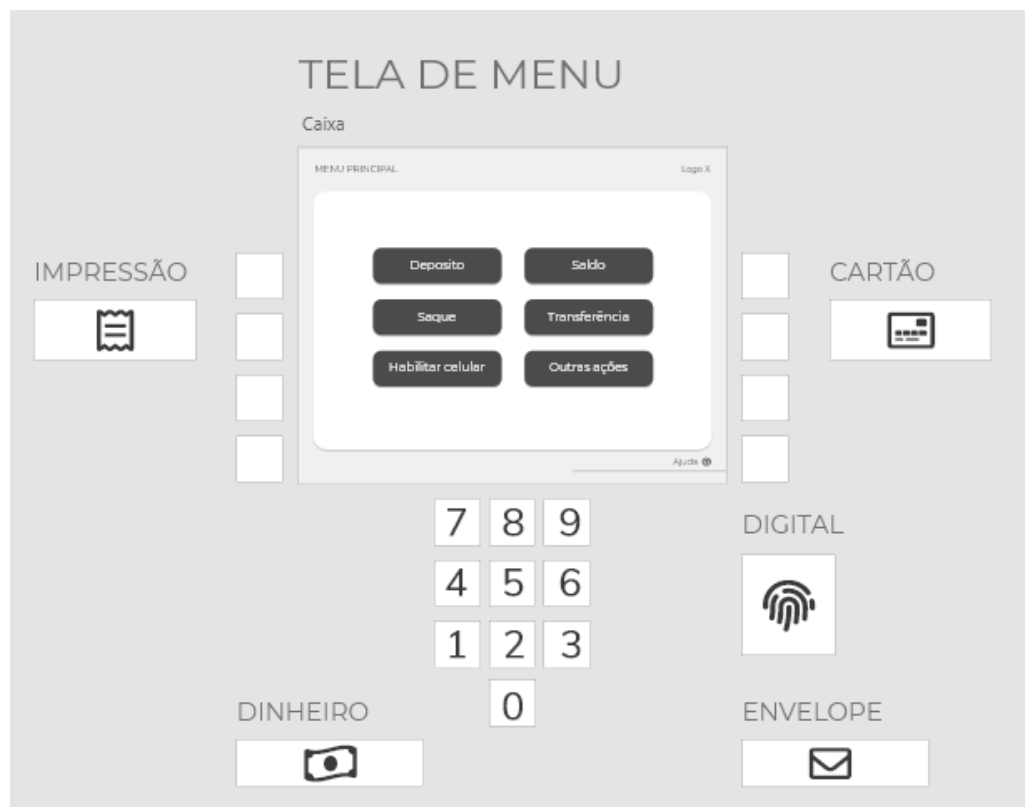 TELA DE MENU
Caixa
MENU PRINCIPAL
Logo X
Deposito
Saldo
Saque
Transferência
Habilitar celular
Outras ações
Ajuda
IMPRESSÃO
CARTÃO
7 8 9
4 5 6
1 2 3
0
DIGITAL
DINHEIRO
ENVELOPE